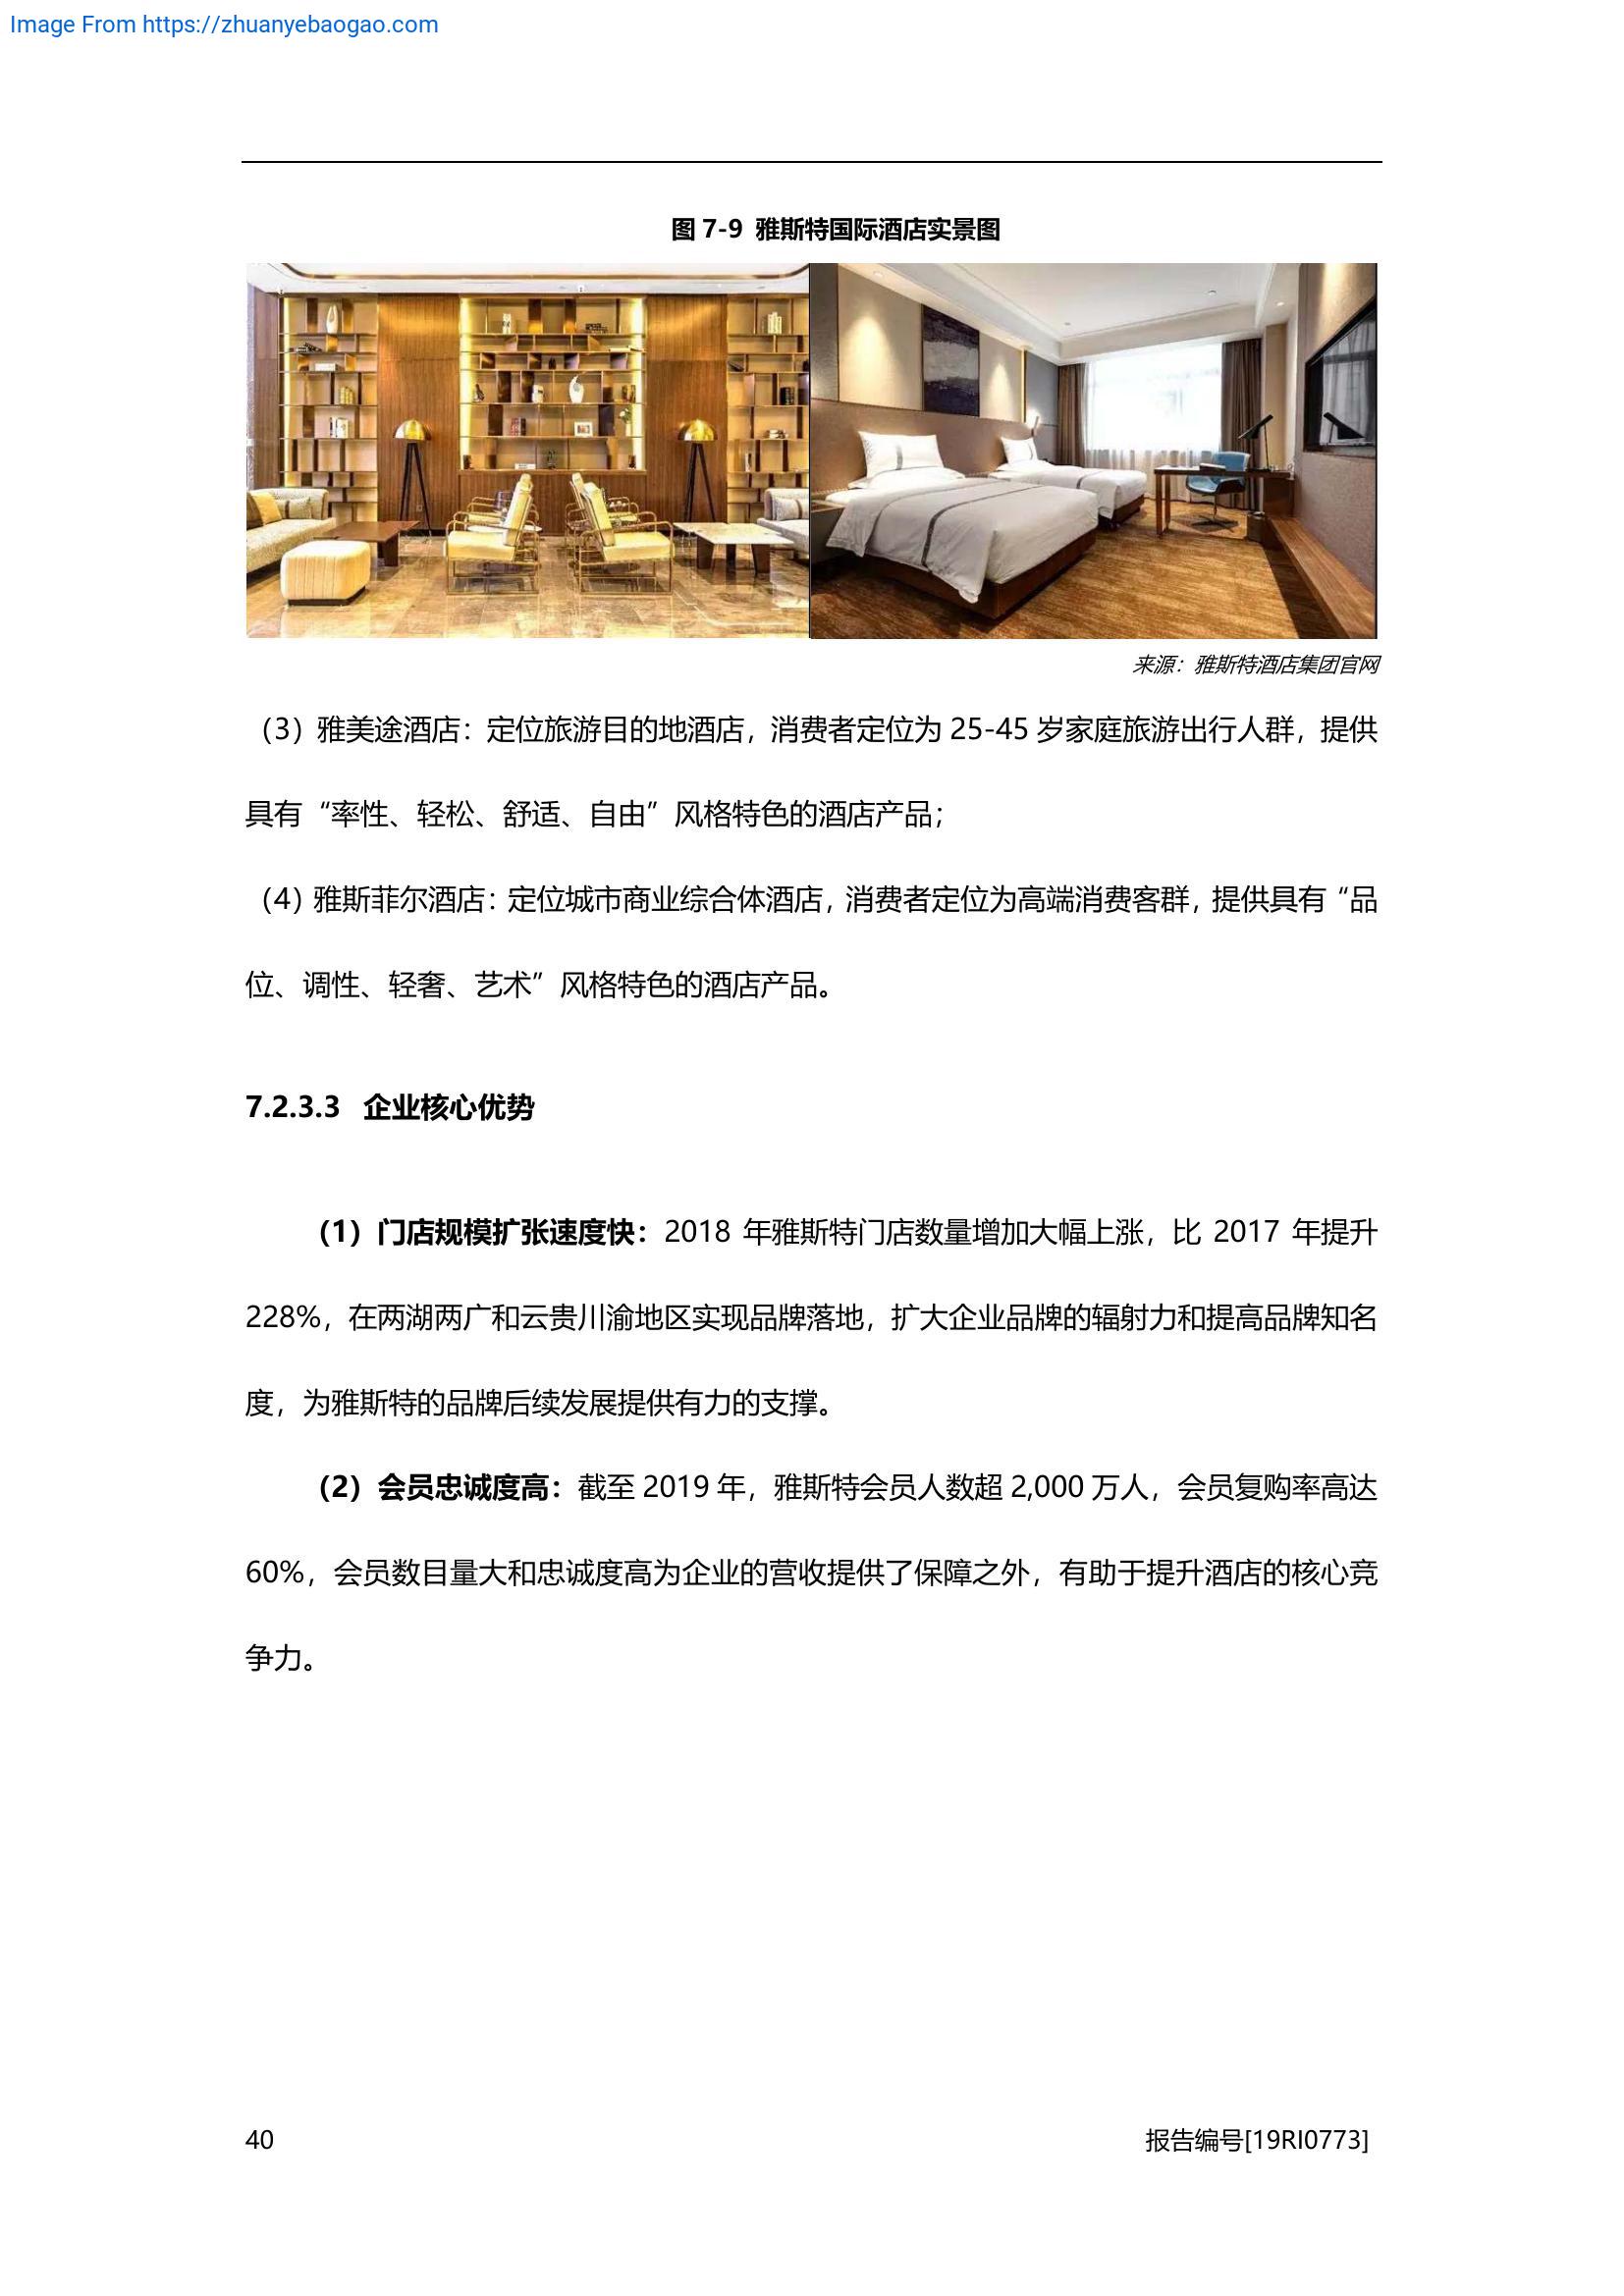 Image From https://zhuanyebaogao.com
图 7-9 雅斯特国际酒店实景图
来源：雅斯特酒店集团官网
（3）雅美途酒店：定位旅游目的地酒店，消费者定位为 25-45 岁家庭旅游出行人群，提供
具有“率性、轻松、舒适、自由”风格特色的酒店产品；
（4）雅斯菲尔酒店：定位城市商业综合体酒店，消费者定位为高端消费客群，提供具有“品
位、调性、轻奢、艺术”风格特色的酒店产品。
7.2.3.3 企业核心优势
（1）门店规模扩张速度快：2018 年雅斯特门店数量增加大幅上涨，比 2017 年提升
228%，在两湖两广和云贵川渝地区实现品牌落地，扩大企业品牌的辐射力和提高品牌知名
度，为雅斯特的品牌后续发展提供有力的支撑。
（2）会员忠诚度高：截至 2019 年，雅斯特会员人数超 2,000 万人，会员复购率高达
60%，会员数目量大和忠诚度高为企业的营收提供了保障之外，有助于提升酒店的核心竞
争力。
40
报告编号[19RI0773]